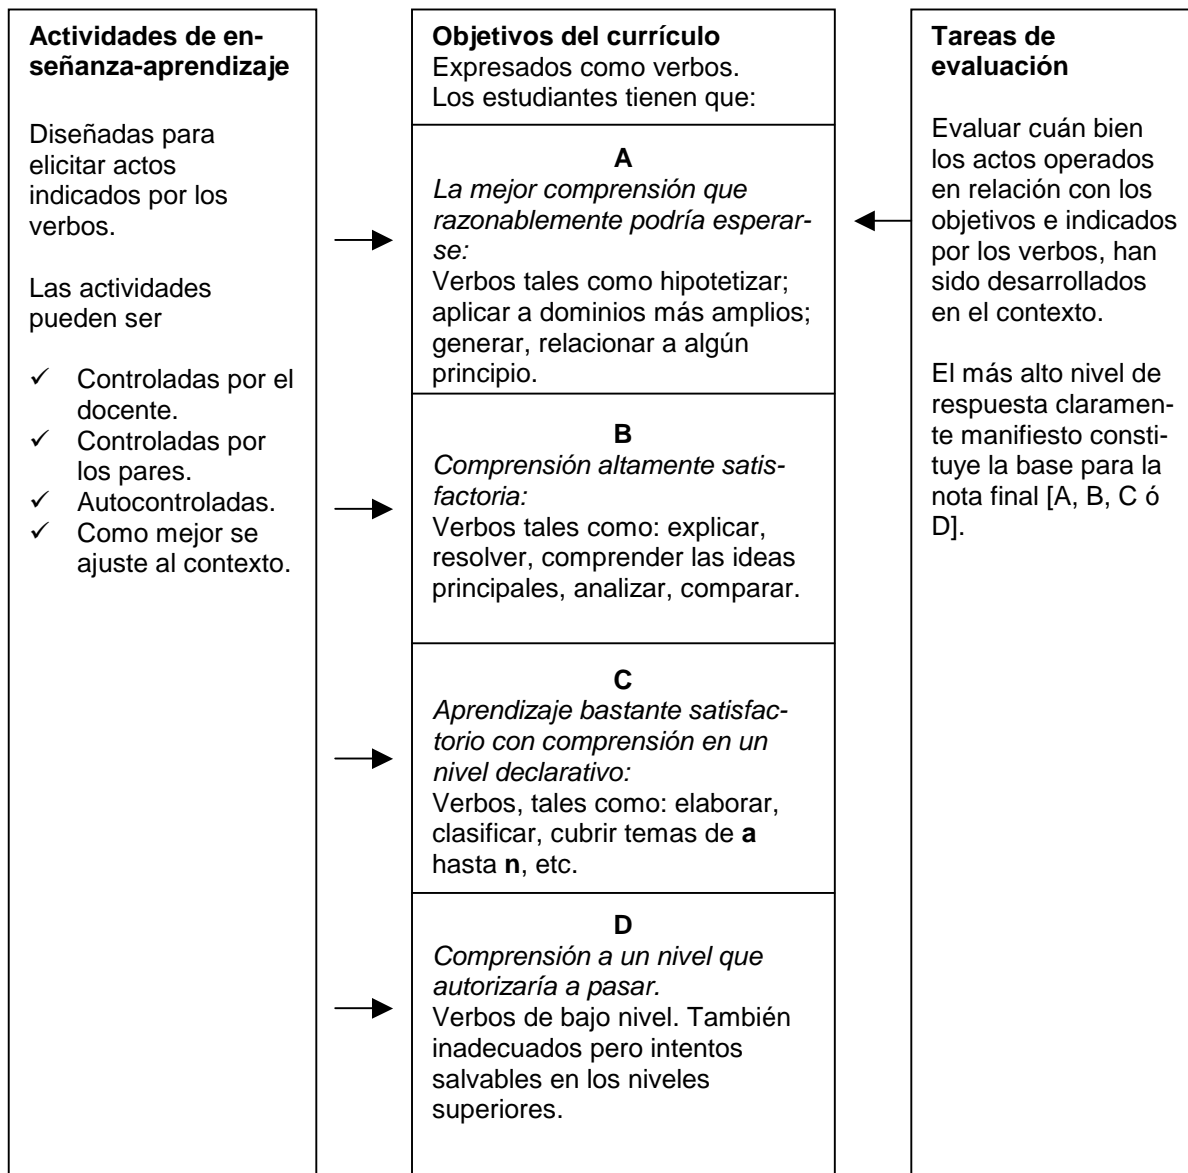 Actividades de en-
señanza-aprendizaje
Diseñadas para
elicitar actos
indicados por los
verbos.
Las actividades
pueden ser
✓ Controladas por el
docente.
✓ Controladas por
los pares.
✓ Autocontroladas.
✓ Como mejor se
ajuste al contexto.
Objetivos del currículo
Expresados como verbos.
Los estudiantes tienen que:
A
La mejor comprensión que
razonablemente podría esperar-
se:
Verbos tales como hipotetizar;
aplicar a dominios más amplios;
generar, relacionar a algún
principio.
B
Comprensión altamente satis-
factoria:
Verbos tales como: explicar,
resolver, comprender las ideas
principales, analizar, comparar.
C
Aprendizaje bastante satisfac-
torio con comprensión en un
nivel declarativo:
Verbos, tales como: elaborar,
clasificar, cubrir temas de a
hasta n, etc.
D
Comprensión a un nivel que
autorizaría a pasar.
Verbos de bajo nivel. También
inadecuados pero intentos
salvables en los niveles
superiores.
Tareas de
evaluación
Evaluar cuán bien
los actos operados
en relación con los
objetivos e indicados
por los verbos, han
sido desarrollados
en el contexto.
El más alto nivel de
respuesta claramen-
te manifiesto consti-
tuye la base para la
nota final [A, B, C ó
D].